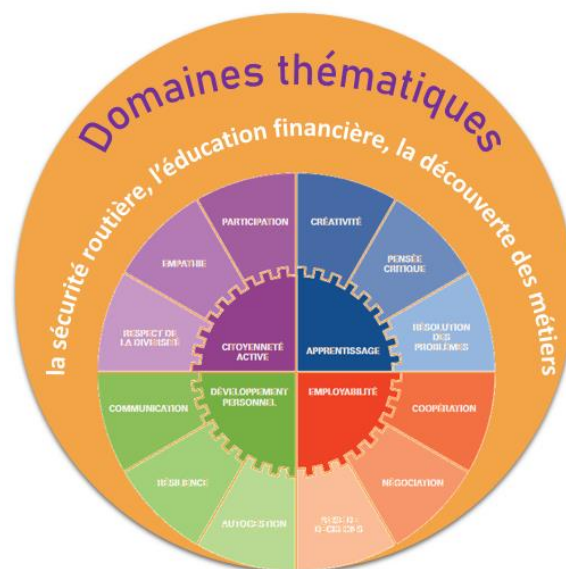 Domaines thématiques
la sécurité routière, l'éducation financière, la découverte des métiers
PARTICIPATION
CRÉATIVITÉ
EMPATHIE
PENSÉE
CRITIQUE
RESPECT DE
LA DIVERSITÉ
CITOYENNETÉ
ACTIVE
APPRENTISSAGE
RÉSOLUTION
DES
PROBLÈMES
COMMUNICATION
DÉVELOPPEMENT
PERSONNEL
EMPLOYABILITÉ
COOPÉRATION
RÉSILIENCE
NÉGOCIATION
AUTOGESTION